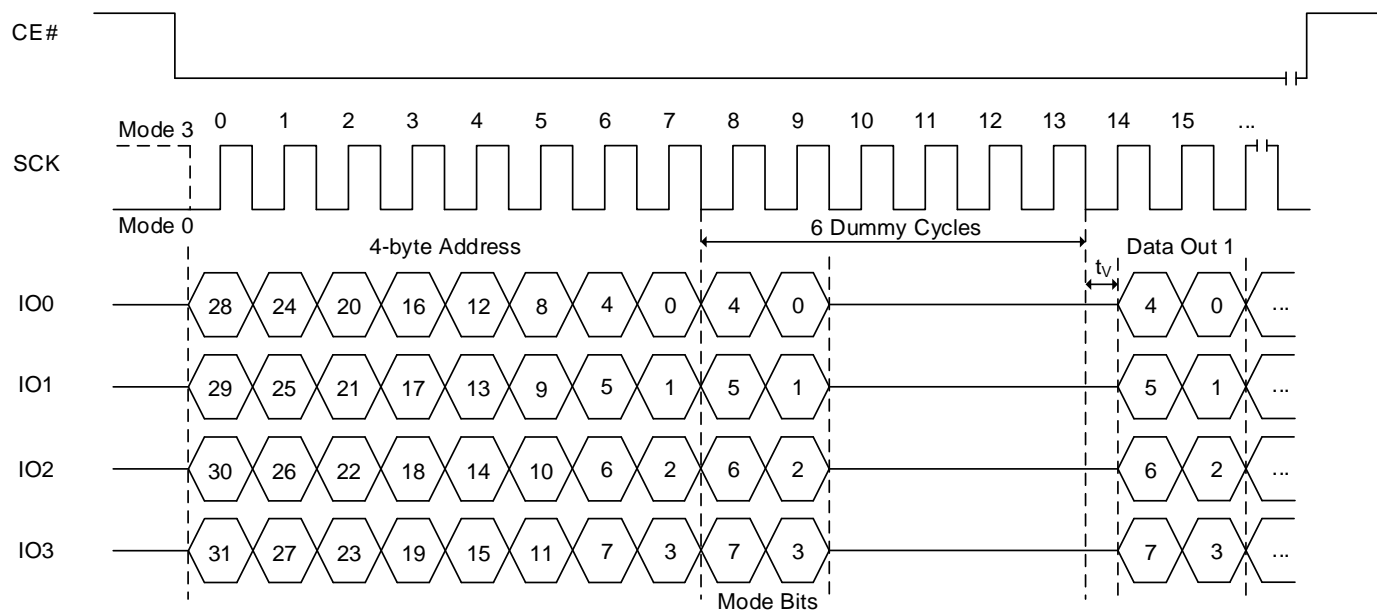 CE#
0 1 2 3 4 5 6 7 8 9 10 11 12 13 14 15 ...
Mode 3
SCK
Mode 0
6 Dummy Cycles
4-byte Address
Data Out 1
tV
IO0 28 24 20 16 12 8 4 0 4 0 4 0 ...
IO1 29 25 21 17 13 9 5 1 5 1 5 1 ...
IO2 30 26 22 18 14 10 6 2 6 2 6 2 ...
IO3 31 27 23 19 15 11 7 3 7 3 7 3 ...
Mode Bits